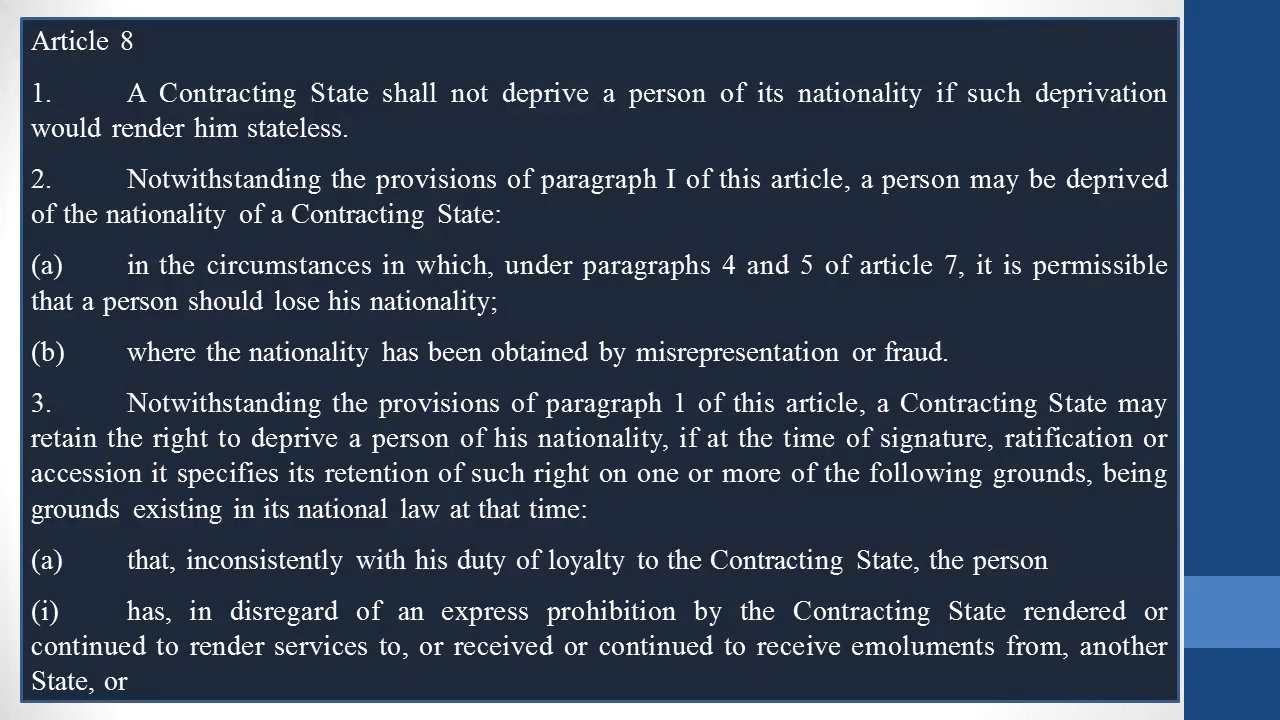 Article 8
1. A Contracting State shall not deprive a person of its nationality if such deprivation
would render him stateless.
2. Notwithstanding the provisions of paragraph I of this article, a person may be deprived
of the nationality of a Contracting State:
(a) in the circumstances in which, under paragraphs 4 and 5 of article 7, it is permissible
that a person should lose his nationality;
(b) where the nationality has been obtained by misrepresentation or fraud.
3. Notwithstanding the provisions of paragraph 1 of this article, a Contracting State may
retain the right to deprive a person of his nationality, if at the time of signature, ratification or
accession it specifies its retention of such right on one or more of the following grounds, being
grounds existing in its national law at that time:
(a) that, inconsistently with his duty of loyalty to the Contracting State, the person
(i) has, in disregard of an express prohibition by the Contracting State rendered or
continued to render services to, or received or continued to receive emoluments from, another
State, or